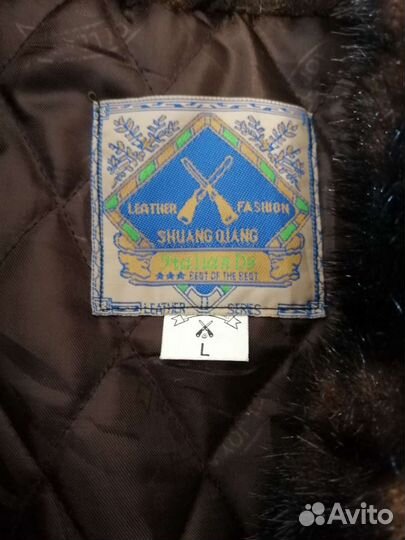 LEATHER FASHION
SHUANG QIANG
BEST OF THE BEST
LEATHER SERIES
L
Avito